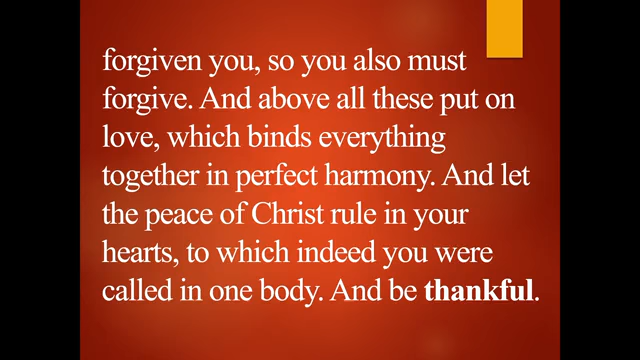 forgiven you, so you also must
forgive. And above all these put on
love, which binds everything
together in perfect harmony. And let
the peace of Christ rule in your
hearts, to which indeed you were
called in one body. And be thankful.